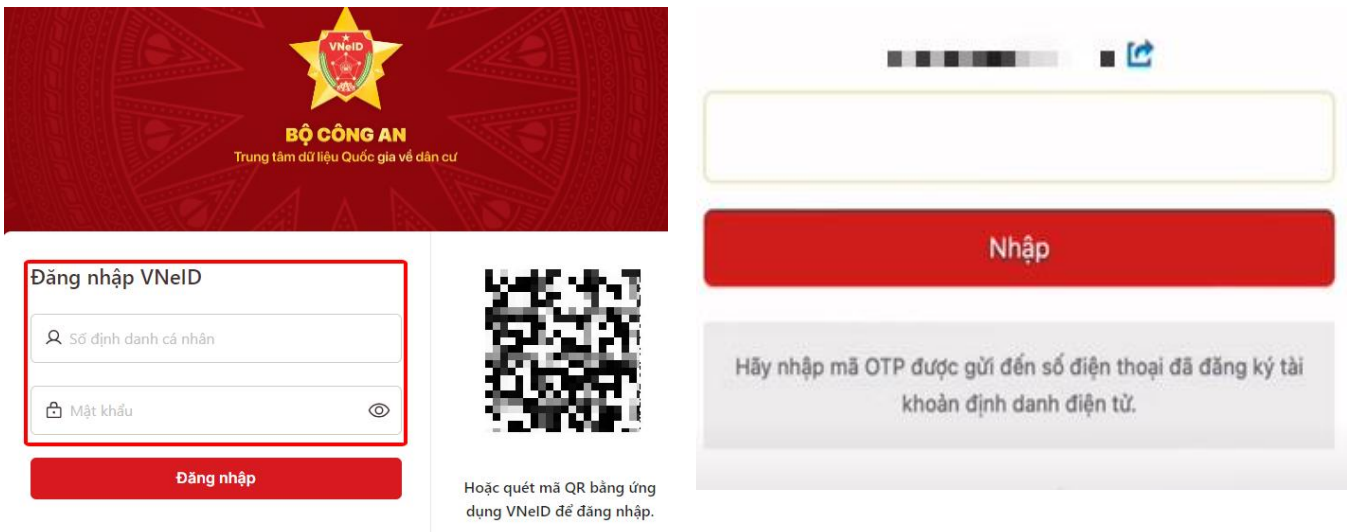 VNeID
BỘ CÔNG AN
Trung tâm dữ liệu Quốc gia về dân cư
Đăng nhập VNeID
Số định danh cá nhân
Mật khẩu
Đăng nhập
Hoặc quét mã QR bằng ứng
dụng VNeID để đăng nhập.
Nhập
Hãy nhập mã OTP được gửi đến số điện thoại đã đăng ký tài
khoản định danh điện tử.